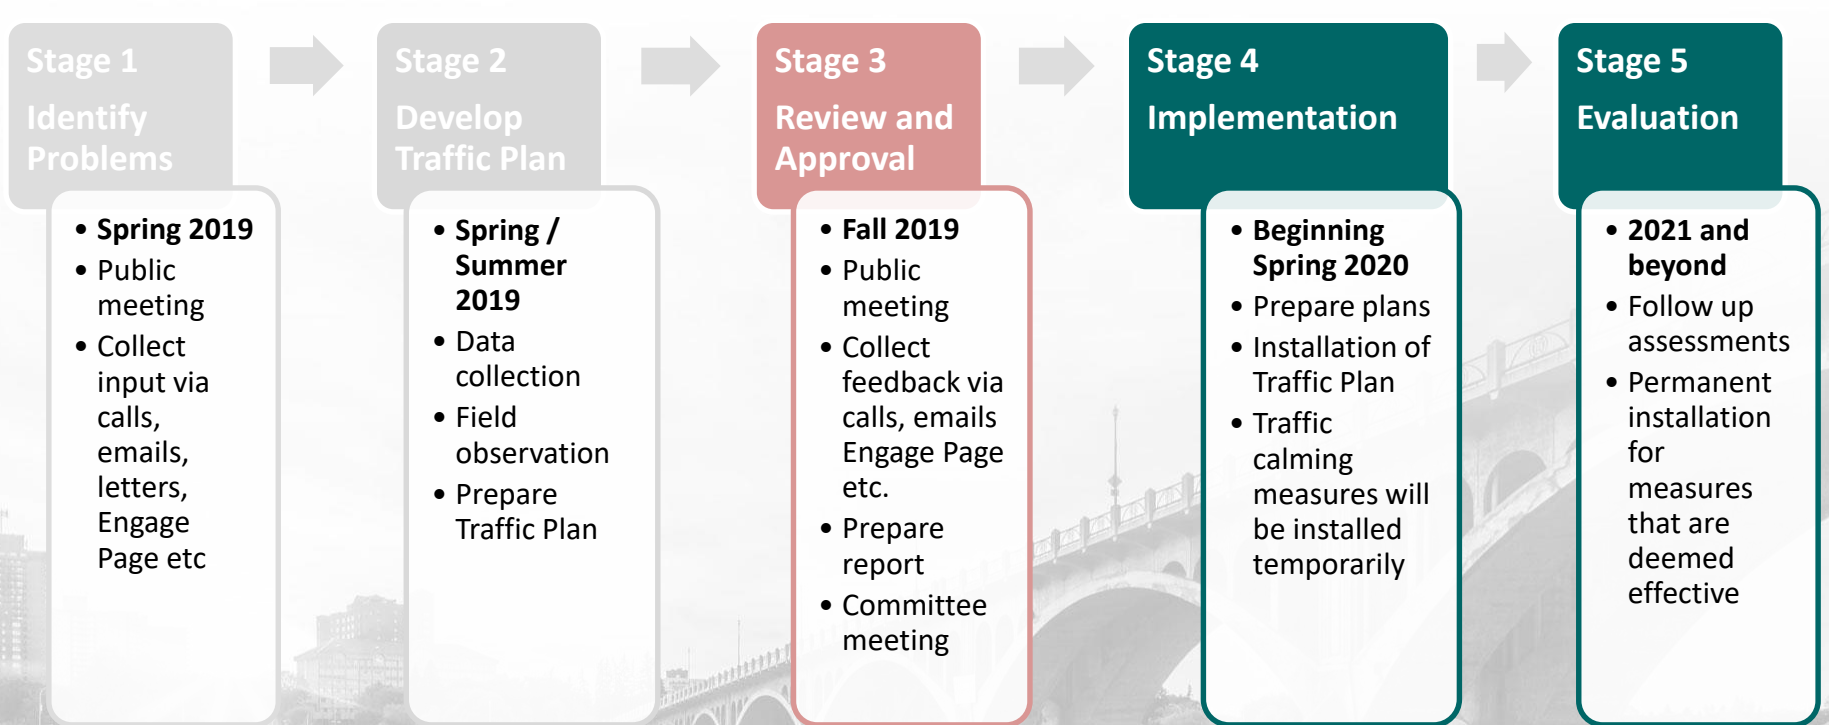 Stage 1
Identify
Problems
• Spring 2019
• Public
meeting
• Collect
input via
calls,
emails,
letters,
Engage
Page etc
Stage 2
Develop
Traffic Plan
• Spring /
Summer
2019
• Data
collection
• Field
observation
• Prepare
Traffic Plan
Stage 3
Review and
Approval
• Fall 2019
• Public
meeting
• Collect
feedback via
calls, emails
Engage Page
etc.
• Prepare
report
• Committee
meeting
Stage 4
Implementation
• Beginning
Spring 2020
• Prepare plans
• Installation of
Traffic Plan
• Traffic
calming
measures will
be installed
temporarily
Stage 5
Evaluation
• 2021 and
beyond
• Follow up
assessments
• Permanent
installation
for
measures
that are
deemed
effective